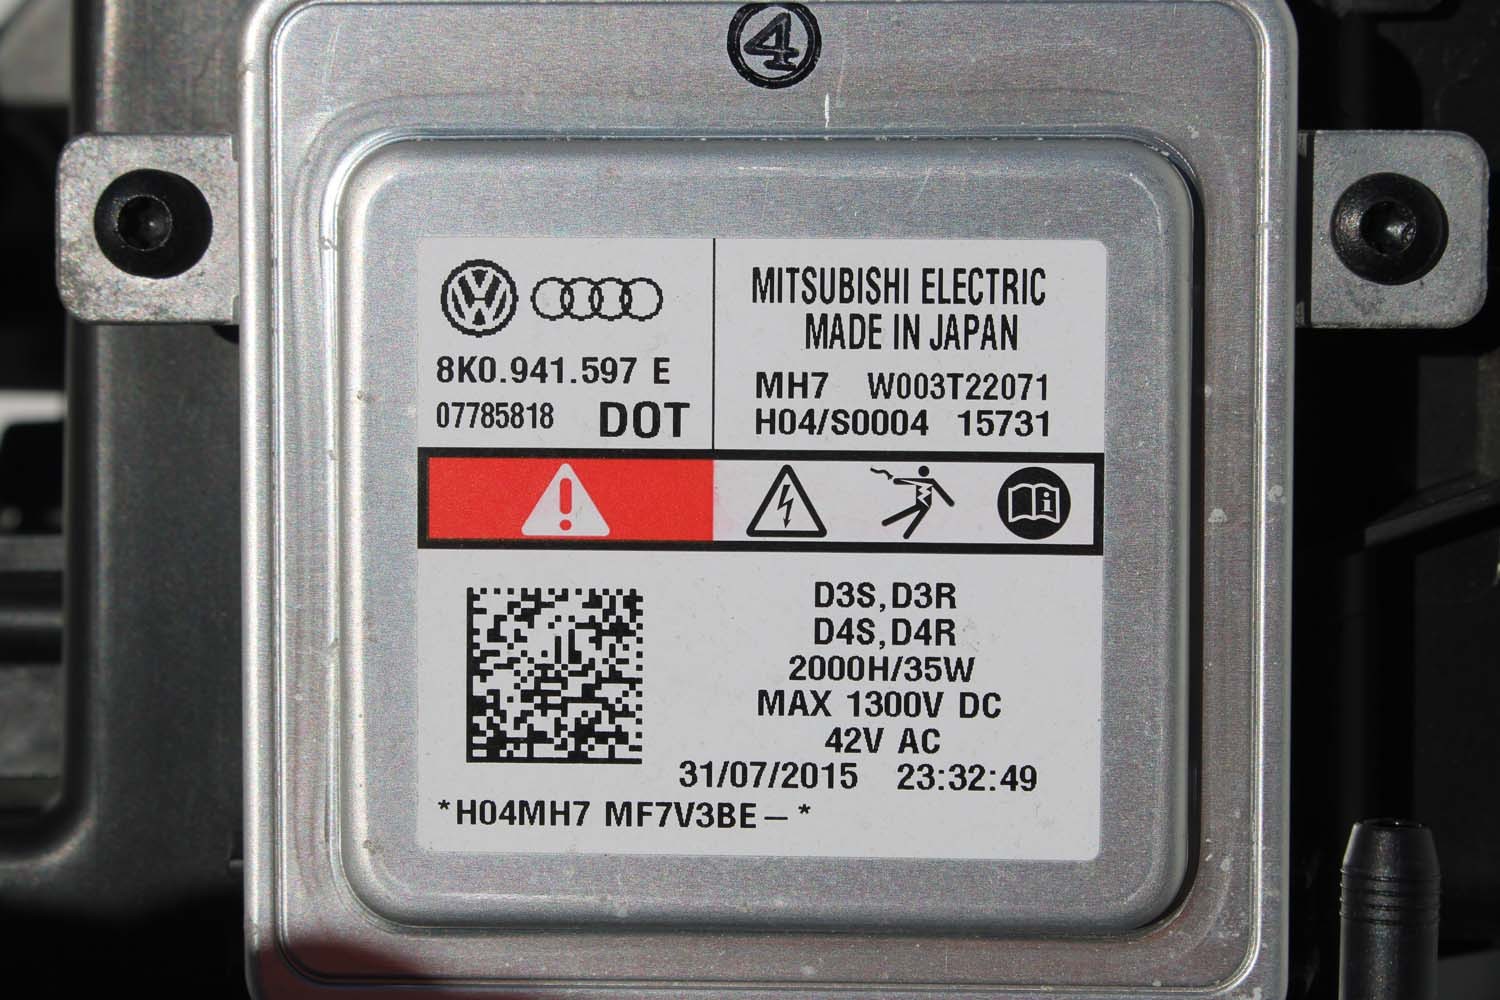 4
VW
8K0.941.597 E
07785818 DOT
MITSUBISHI ELECTRIC
MADE IN JAPAN
MH7 W003T22071
H04/S0004 15731
D3S,D3R
D4S,D4R
2000H/35W
MAX 1300V DC
42V AC
31/07/2015 23:32:49
*H04MH7 MF7V3BE–*